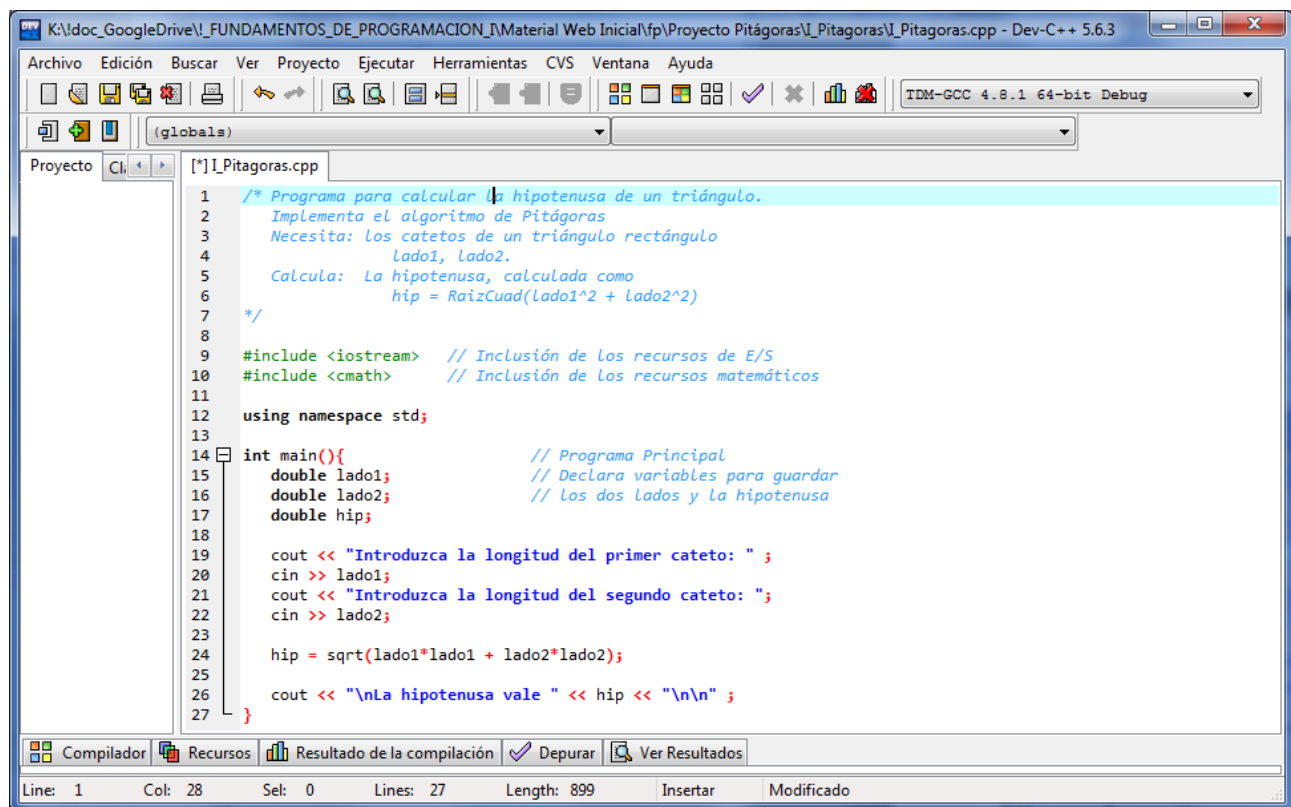 K:\!doc_GoogleDrive\!_FUNDAMENTOS_DE_PROGRAMACION_I\Material Web Inicial\fp\Proyecto Pitágoras\I_Pitagoras\I_Pitagoras.cpp - Dev-C++ 5.6.3
Archivo Edición Buscar Ver Proyecto Ejecutar Herramientas CVS Ventana Ayuda
TDM-GCC 4.8.1 64-bit Debug
(globals)
Proyecto [*] I_Pitagoras.cpp
1 /* Programa para calcular la hipotenusa de un triángulo.
2 Implementa el algoritmo de Pitágoras
3 Necesita: los catetos de un triángulo rectángulo
4 lado1, lado2.
5 Calcula: La hipotenusa, calculada como
6 hip = RaizCuad(lado1^2 + lado2^2)
7 */
8
9 #include <iostream> // Inclusión de los recursos de E/S
10 #include <cmath> // Inclusión de los recursos matemáticos
11
12 using namespace std;
13
14 int main(){ // Programa Principal
15 double lado1; // Declara variables para guardar
16 double lado2; // los dos lados y la hipotenusa
17 double hip;
18
19 cout << "Introduzca la longitud del primer cateto: " ;
20 cin >> lado1;
21 cout << "Introduzca la longitud del segundo cateto: ";
22 cin >> lado2;
23
24 hip = sqrt(lado1*lado1 + lado2*lado2);
25
26 cout << "\nLa hipotenusa vale " << hip << "\n\n" ;
27 }
Compilador Recursos Resultado de la compilación Depurar Ver Resultados
Line: 1 Col: 28 Sel: 0 Lines: 27 Length: 899 Insertar Modificado